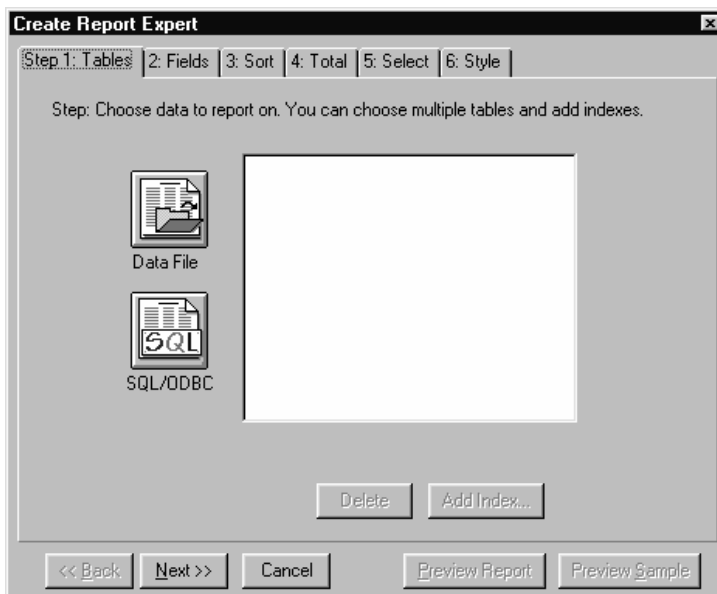 Create Report Expert
Step 1: Tables 2: Fields 3: Sort 4: Total 5: Select 6: Style
Step: Choose data to report on. You can choose multiple tables and add indexes.
Data File
SQL
SQL/ODBC
Delete Add Index...
<< Back Next >> Cancel Preview Report Preview Sample